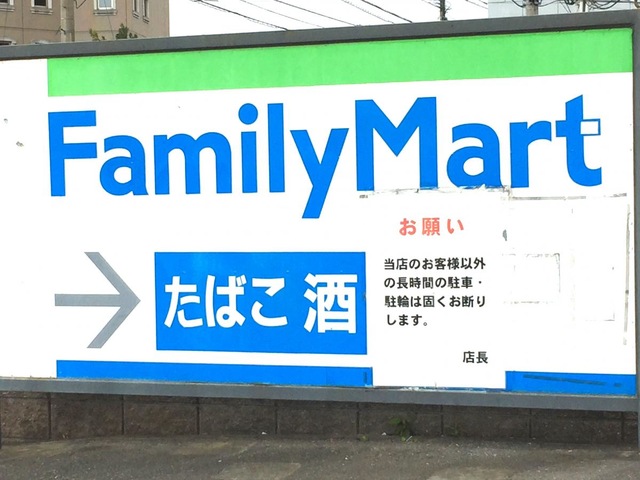 FamilyMart
お願い
当店のお客様以外
の長時間の駐車・
駐輪は固くお断り
します。
店長
たばこ 酒